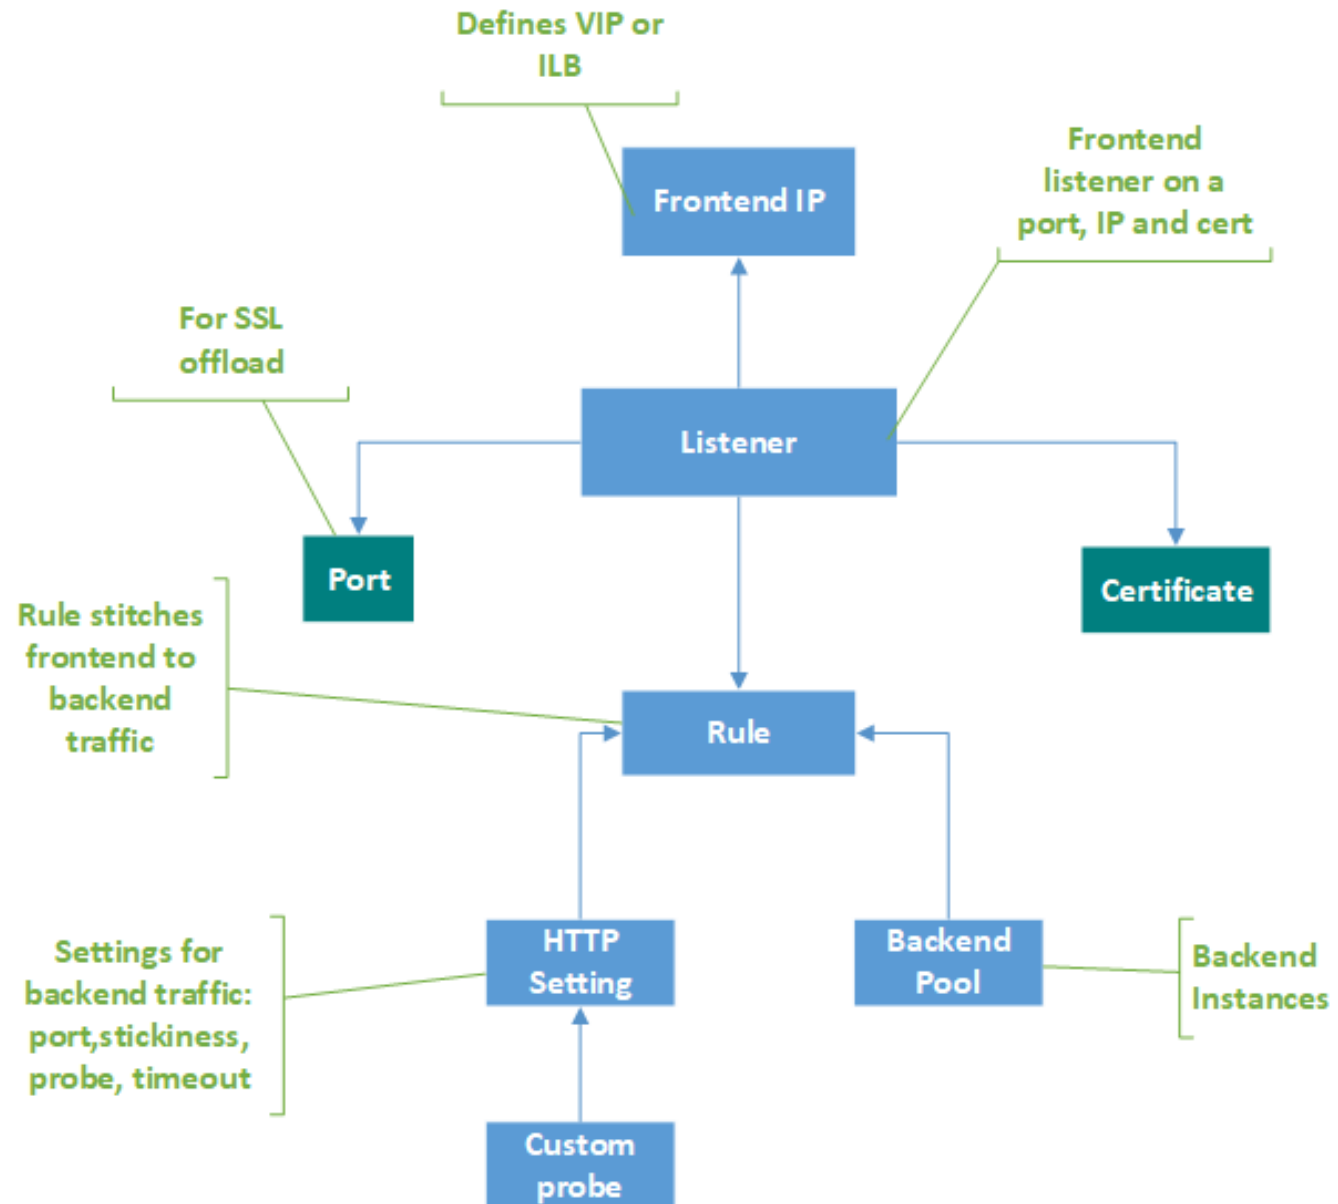 Defines VIP or
ILB
Frontend IP
Frontend
listener on a
port, IP and cert
For SSL
offload
Listener
Port
Certificate
Rule stitches
frontend to
backend
traffic
Rule
Settings for
backend traffic:
port,stickiness,
probe, timeout
HTTP
Setting
Backend
Pool
Backend
Instances
Custom
probe